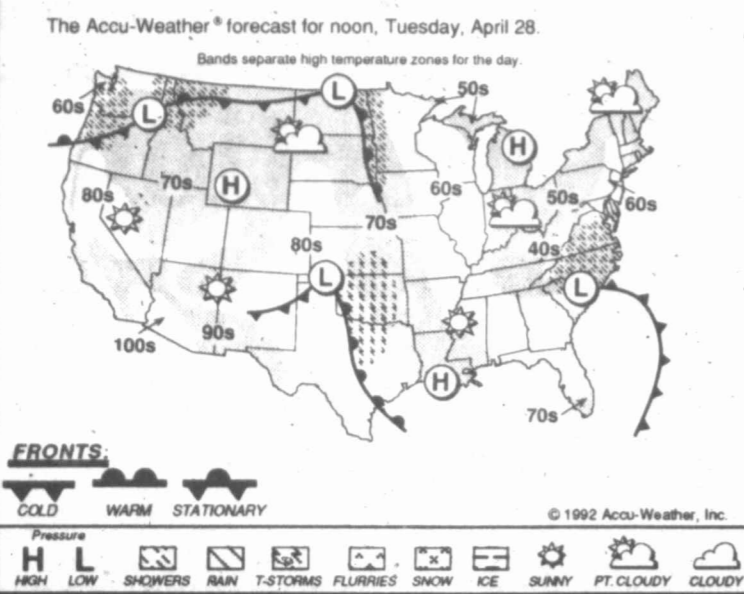 The Accu-Weather® forecast for noon, Tuesday, April 28.
Bands separate high temperature zones for the day.
50s
60s
L
L
H
80s
70s
H
60s
50s
60s
70s
80s
40s
L
L
100s
90s
H
70s
FRONTS:
COLD WARM STATIONARY
© 1992 Accu-Weather, Inc.
Pressure
H L
HIGH LOW SHOWERS RAIN T-STORMS FLURRIES SNOW ICE SUNNY PT. CLOUDY CLOUDY